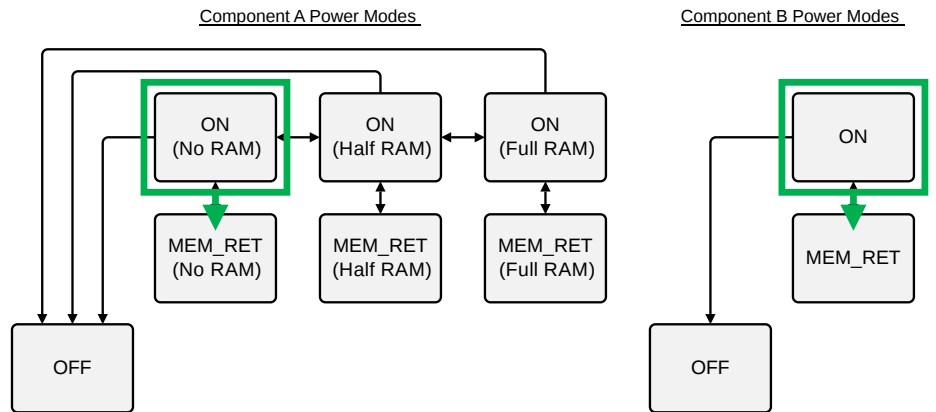 Component A Power Modes
Component B Power Modes
ON
(No RAM)
ON
(Half RAM)
ON
(Full RAM)
ON
MEM_RET
(No RAM)
MEM_RET
(Half RAM)
MEM_RET
(Full RAM)
MEM_RET
OFF
OFF